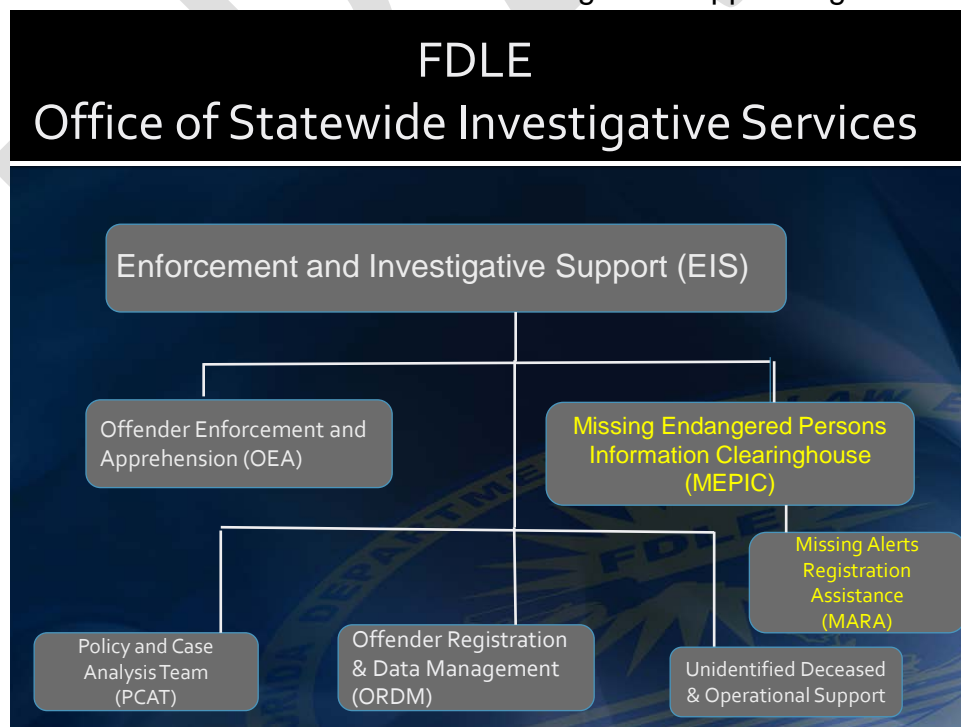 FDLE
Office of Statewide Investigative Services
Enforcement and Investigative Support (EIS)
Offender Enforcement and
Apprehension (OEA)
Missing Endangered Persons
Information Clearinghouse
(MEPIC)
Missing Alerts
Registration
Assistance
(MARA)
Policy and Case
Analysis Team
(PCAT)
Offender Registration
& Data Management
(ORDM)
Unidentified Deceased
& Operational Support
FDLE